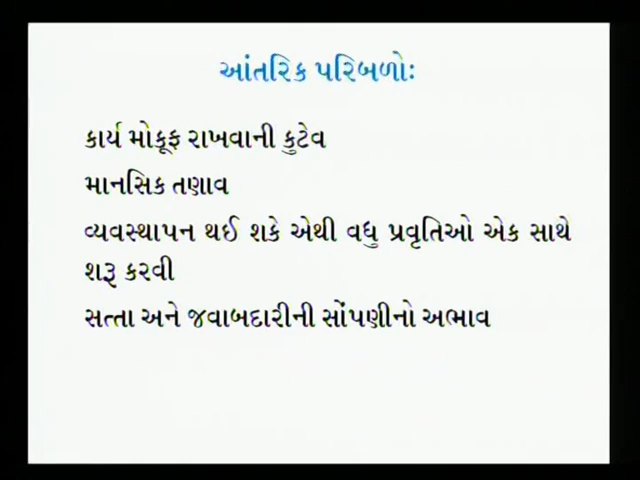 આંતરિક પરિબળોઃ
કાર્ય મોકૂફ રાખવાની કુટેવ
માનસિક તણાવ
વ્યવસ્થાપન થઈ શકે એથી વધુ પ્રવૃતિઓ એક સાથે
શરૂ કરવી
સત્તા અને જવાબદારીની સોંપણીનો અભાવ